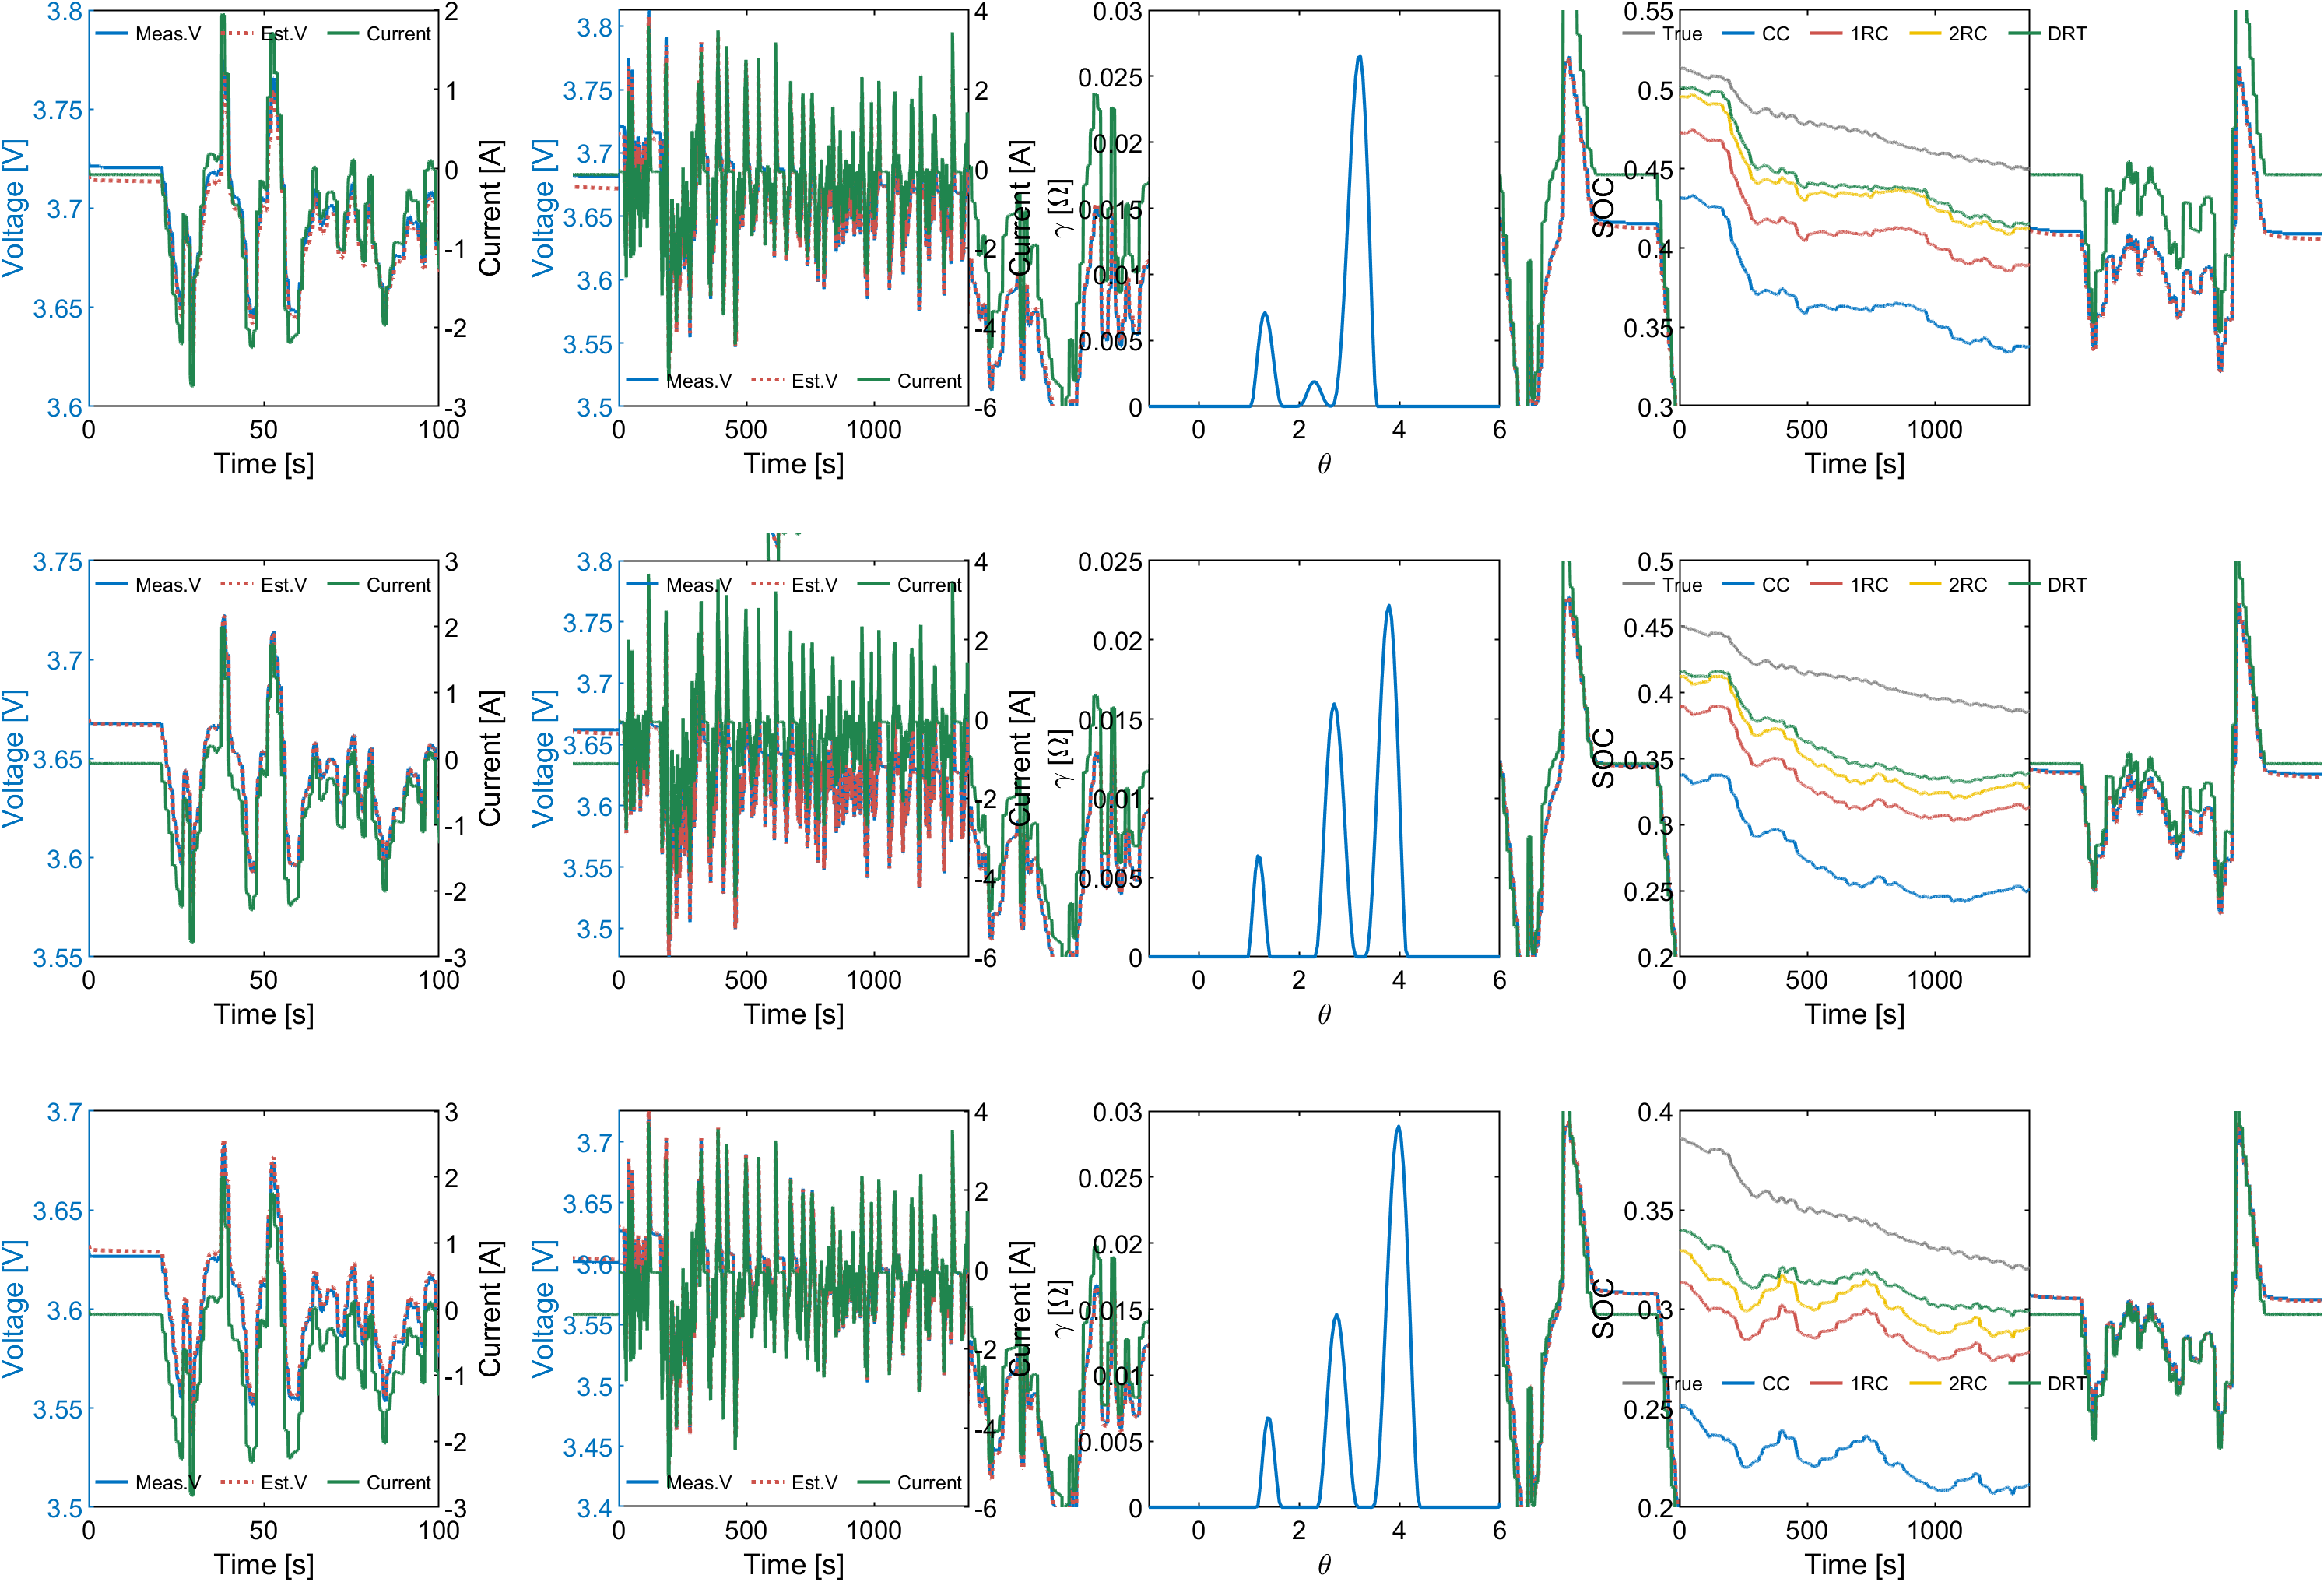 3.8
3.75
3.7
3.65
3.6
Voltage [V]
Meas.V Est.V Current
2
1
0
-1
-2
-3
Current [A]
0 50 100
Time [s]
3.8
3.75
3.7
3.65
3.6
3.55
3.5
Voltage [V]
Meas.V Est.V Current
4
2
0
-2
-4
-6
Current [A]
0 500 1000
Time [s]
0.03
0.025
0.02
0.015
0.01
0.005
0
γ [Ω]
0 2 4 6
θ
0.55
0.5
0.45
0.4
0.35
0.3
SOC
True CC 1RC 2RC DRT
0 500 1000
Time [s]
3.75
3.7
3.65
3.6
3.55
Voltage [V]
Meas.V Est.V Current
3
2
1
0
-1
-2
-3
Current [A]
0 50 100
Time [s]
3.8
3.75
3.7
3.65
3.6
3.55
3.5
Voltage [V]
Meas.V Est.V Current
4
2
0
-2
-4
-6
Current [A]
0 500 1000
Time [s]
0.025
0.02
0.015
0.01
0.005
0
γ [Ω]
0 2 4 6
θ
0.5
0.45
0.4
0.35
0.3
0.25
0.2
SOC
True CC 1RC 2RC DRT
0 500 1000
Time [s]
3.7
3.65
3.6
3.55
3.5
Voltage [V]
Meas.V Est.V Current
3
2
1
0
-1
-2
-3
Current [A]
0 50 100
Time [s]
3.7
3.65
3.6
3.55
3.5
3.45
3.4
Voltage [V]
Meas.V Est.V Current
4
2
0
-2
-4
-6
Current [A]
0 500 1000
Time [s]
0.03
0.025
0.02
0.015
0.01
0.005
0
γ [Ω]
0 2 4 6
θ
0.4
0.35
0.3
0.25
0.2
SOC
True CC 1RC 2RC DRT
0 500 1000
Time [s]